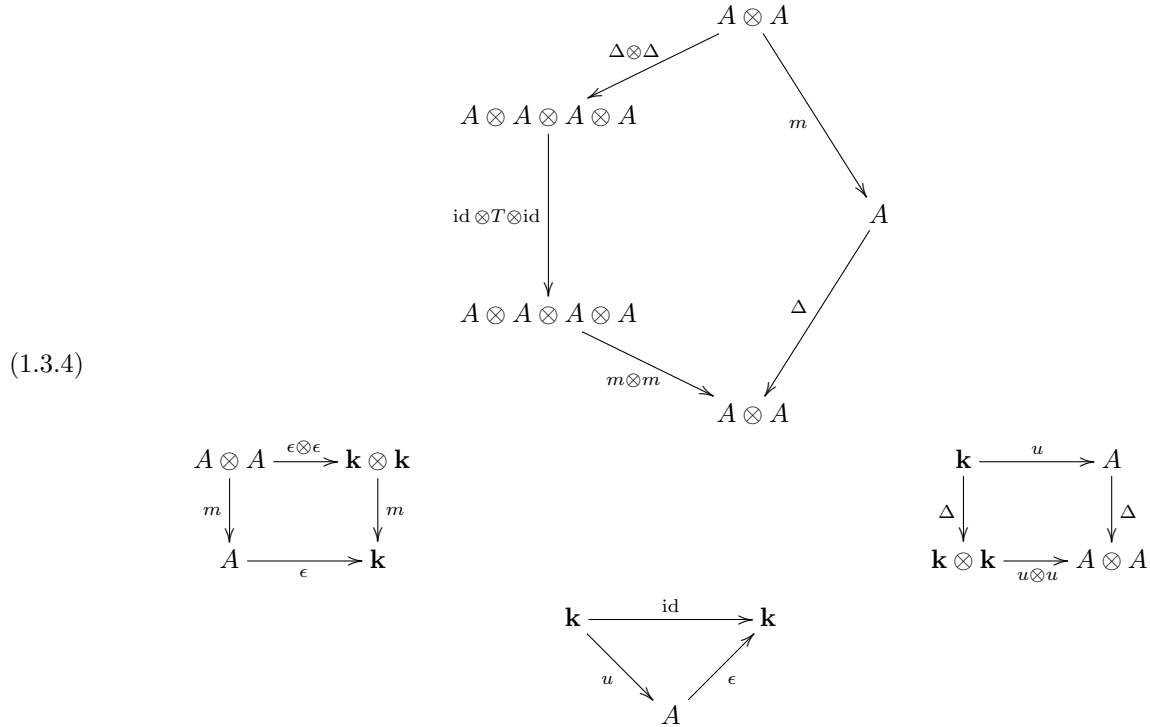 A ⊗ A
Δ⊗Δ
A ⊗ A ⊗ A ⊗ A
m
id ⊗T⊗id
A
A ⊗ A ⊗ A ⊗ A
Δ
(1.3.4)
m⊗m
A ⊗ A
A ⊗ A ϵ⊗ϵ k ⊗ k
k u A
m m
Δ Δ
A ϵ k
k ⊗ k u⊗u A ⊗ A
k id k
u ϵ
A